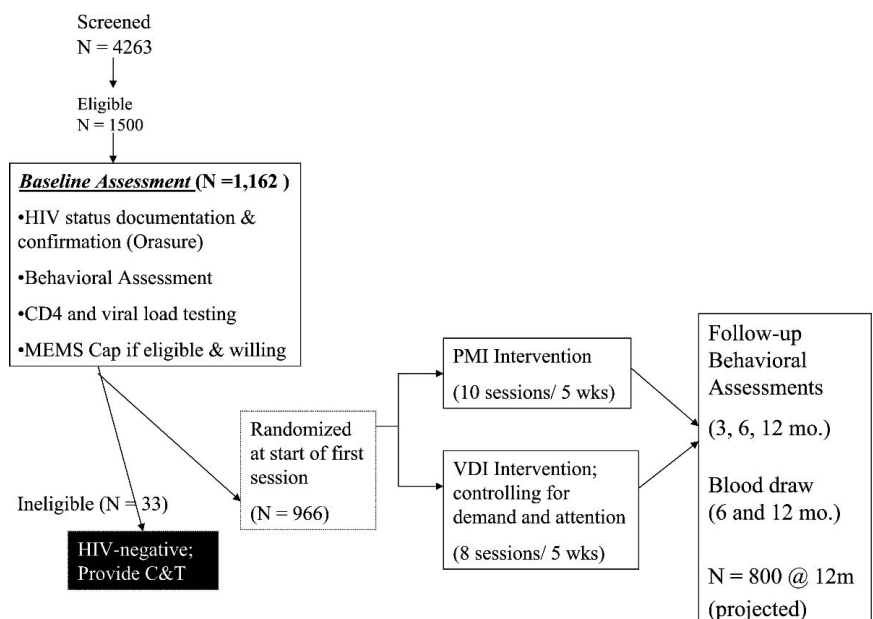 Screened
N = 4263
Eligible
N = 1500
Baseline Assessment (N =1,162 )
•HIV status documentation &
confirmation (Orasure)
•Behavioral Assessment
•CD4 and viral load testing
•MEMS Cap if eligible & willing
Ineligible (N = 33)
HIV-negative;
Provide C&T
Randomized
at start of first
session
(N = 966)
PMI Intervention
(10 sessions/ 5 wks)
VDI Intervention;
controlling for
demand and attention
(8 sessions/ 5 wks)
Follow-up
Behavioral
Assessments
(3, 6, 12 mo.)
Blood draw
(6 and 12 mo.)
N = 800 @ 12m
(projected)